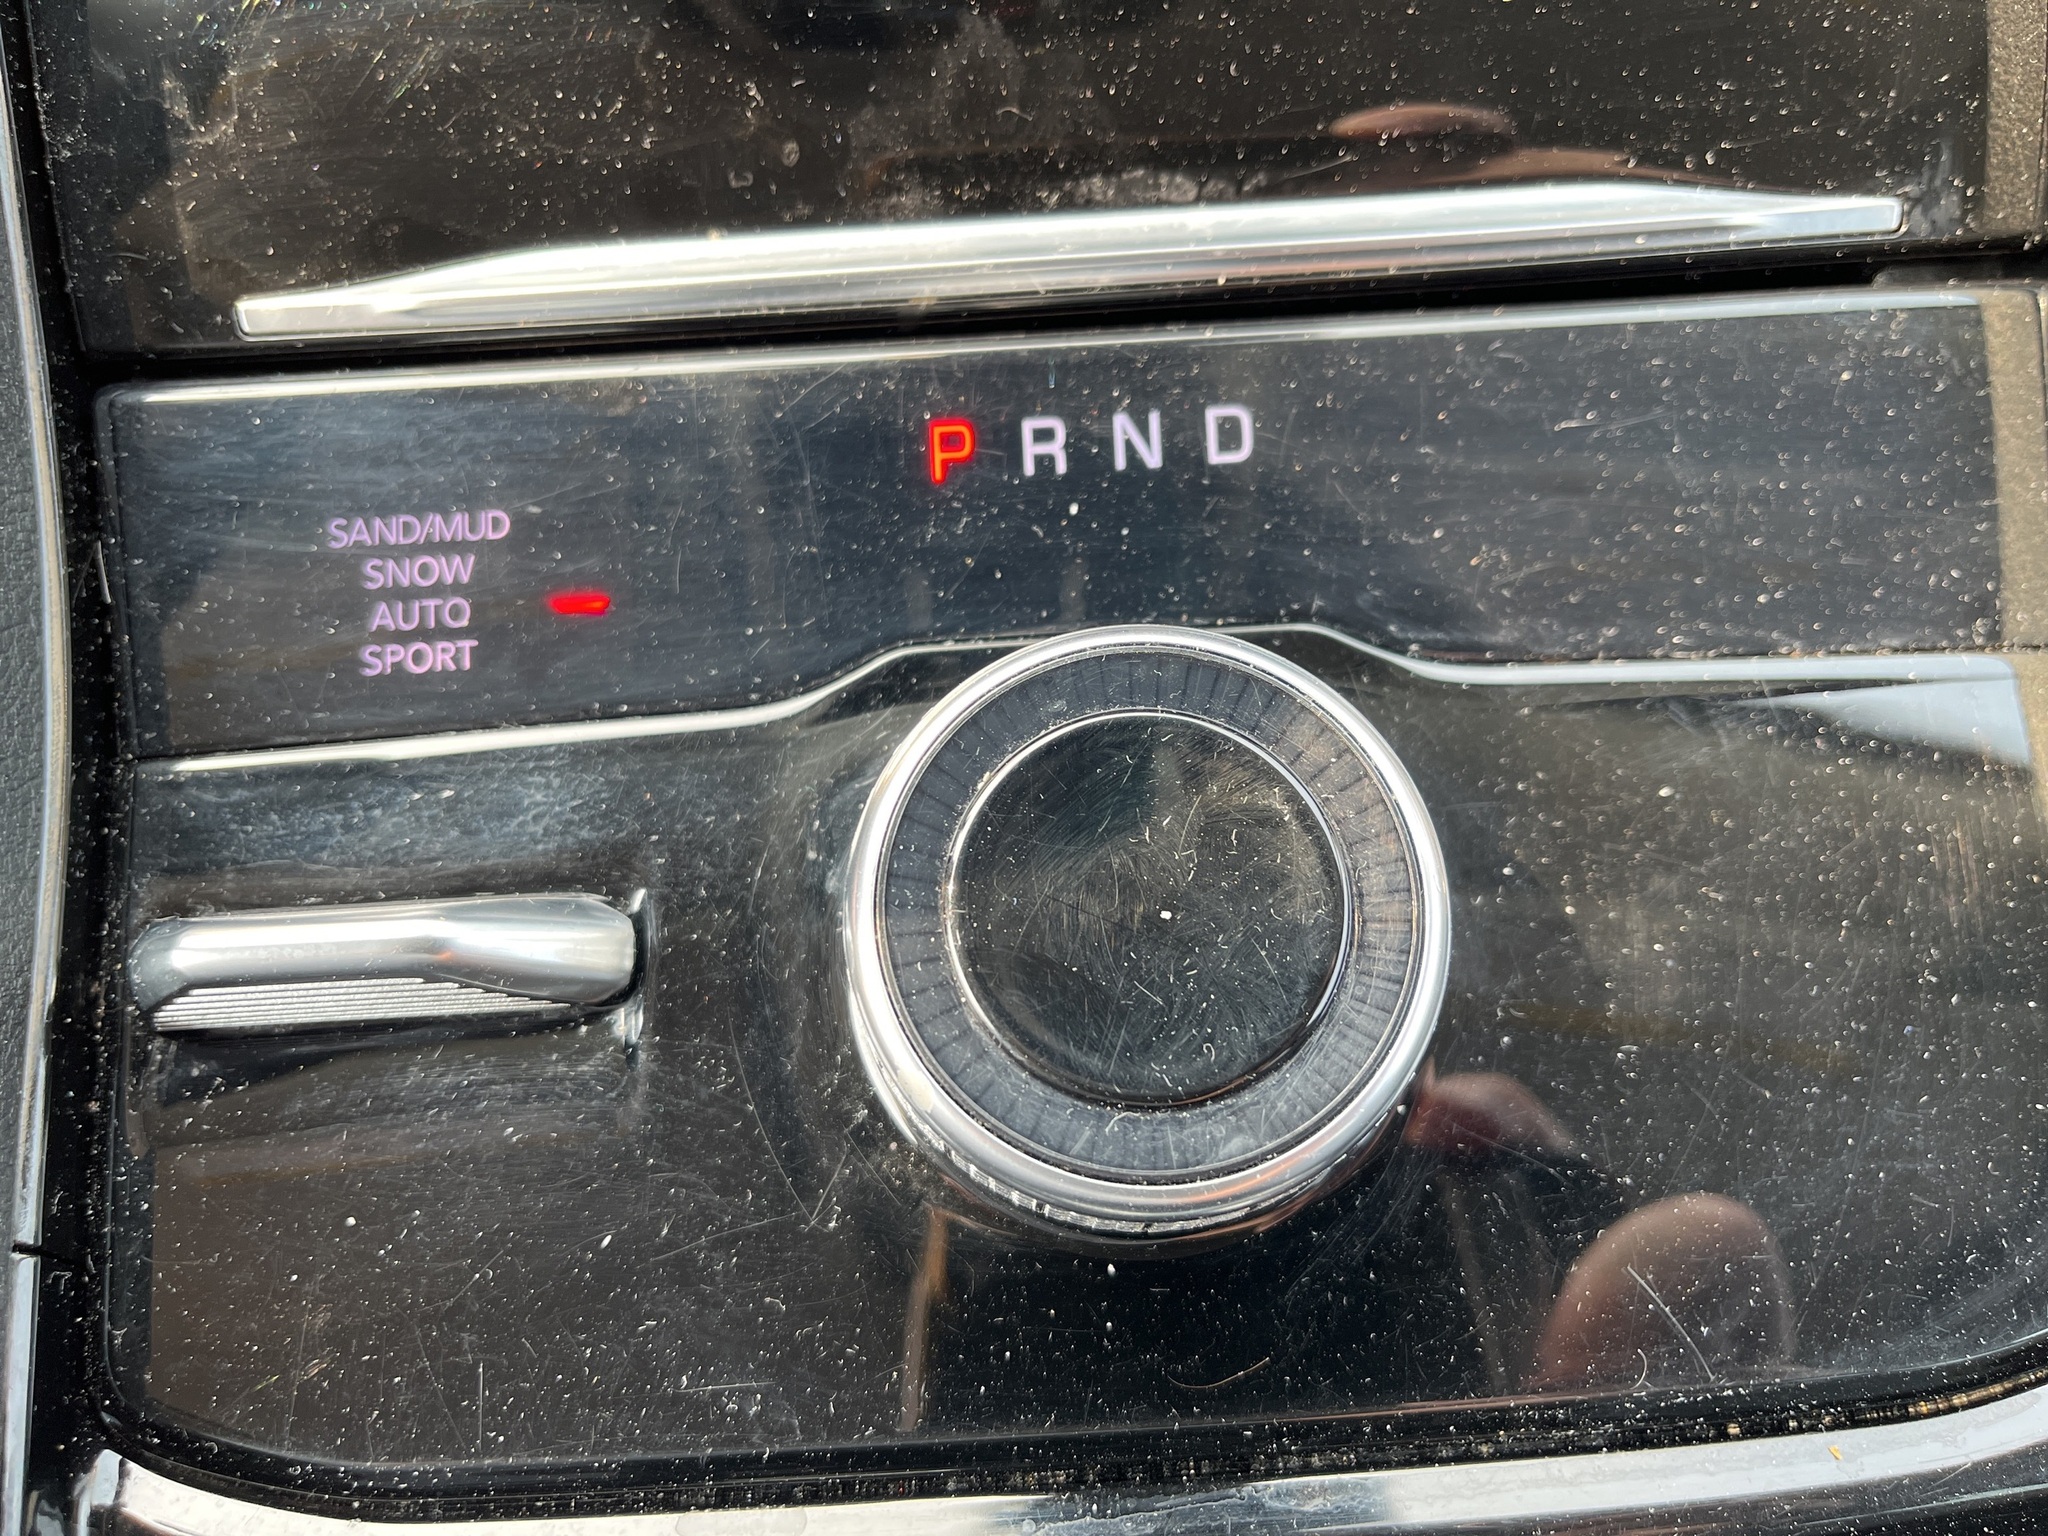 P R N D
SAND/MUD
SNOW
AUTO
SPORT